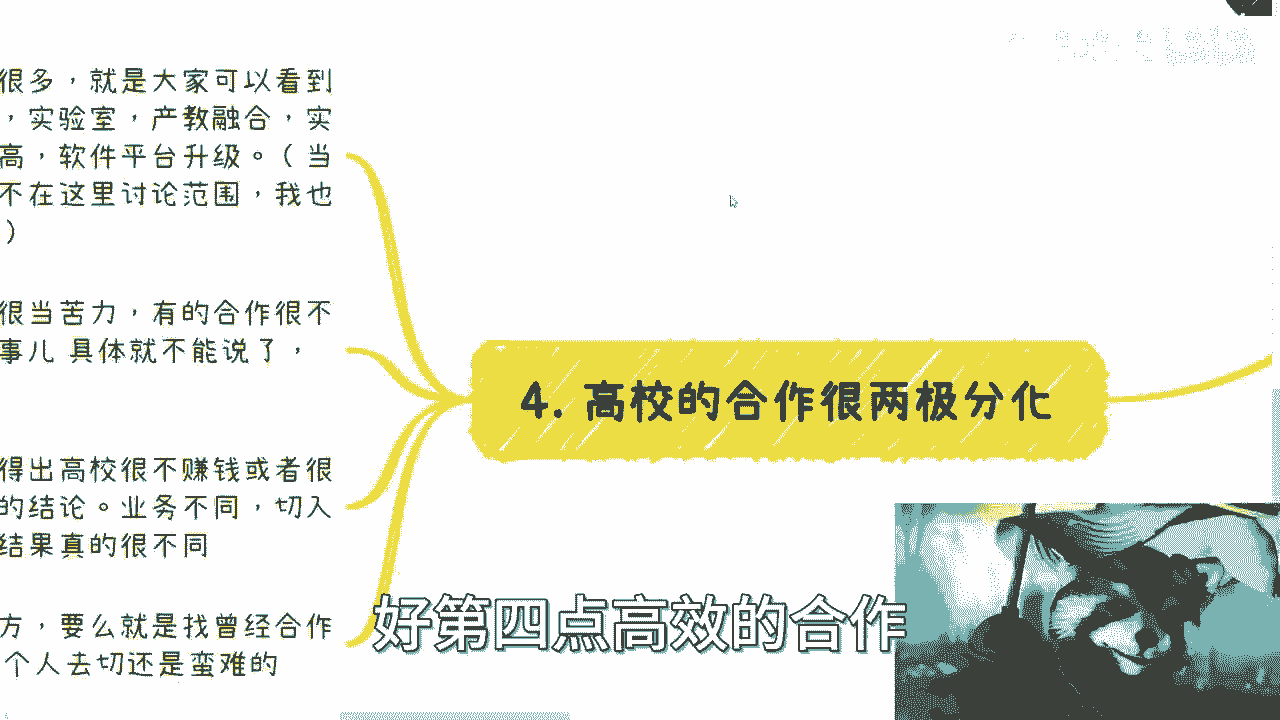 很多，就是大家可以看到
，实验室，产教融合，实
高，软件平台升级。（当
不在这里讨论范围，我也
）
很当苦力，有的合作很不
事儿 具体就不能说了，
得出高校很不赚钱或者很
的结论。业务不同，切入
结果真的很不同
方，要么就是找曾经合作
个人去切还是蛮难的
4. 高校的合作很两极分化
好第四点高效的合作